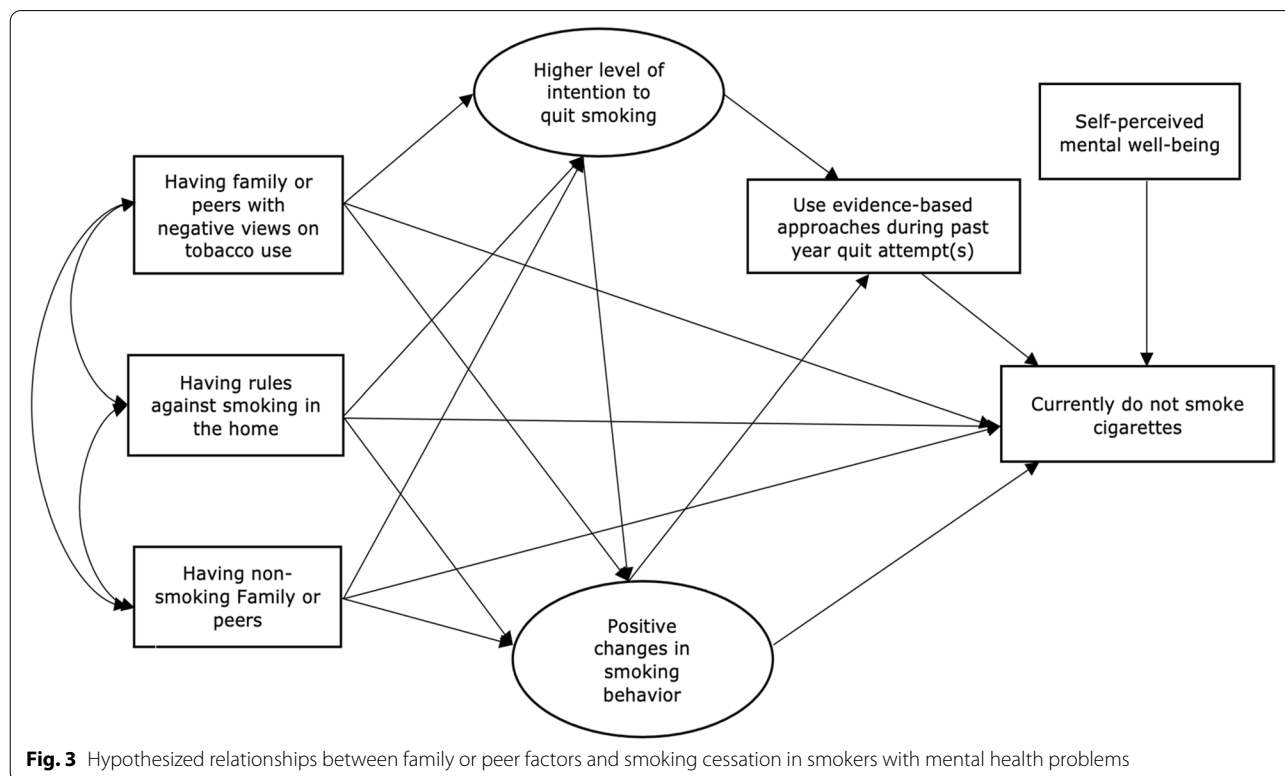 Higher level of
intention to
quit smoking
Self-perceived
mental well-being
Having family or
peers with
negative views on
tobacco use
Use evidence-based
approaches during past
year quit attempt(s)
Having rules
against smoking in
the home
Currently do not smoke
cigarettes
Having non-
smoking Family or
peers
Positive
changes in
smoking
behavior
Fig. 3 Hypothesized relationships between family or peer factors and smoking cessation in smokers with mental health problems